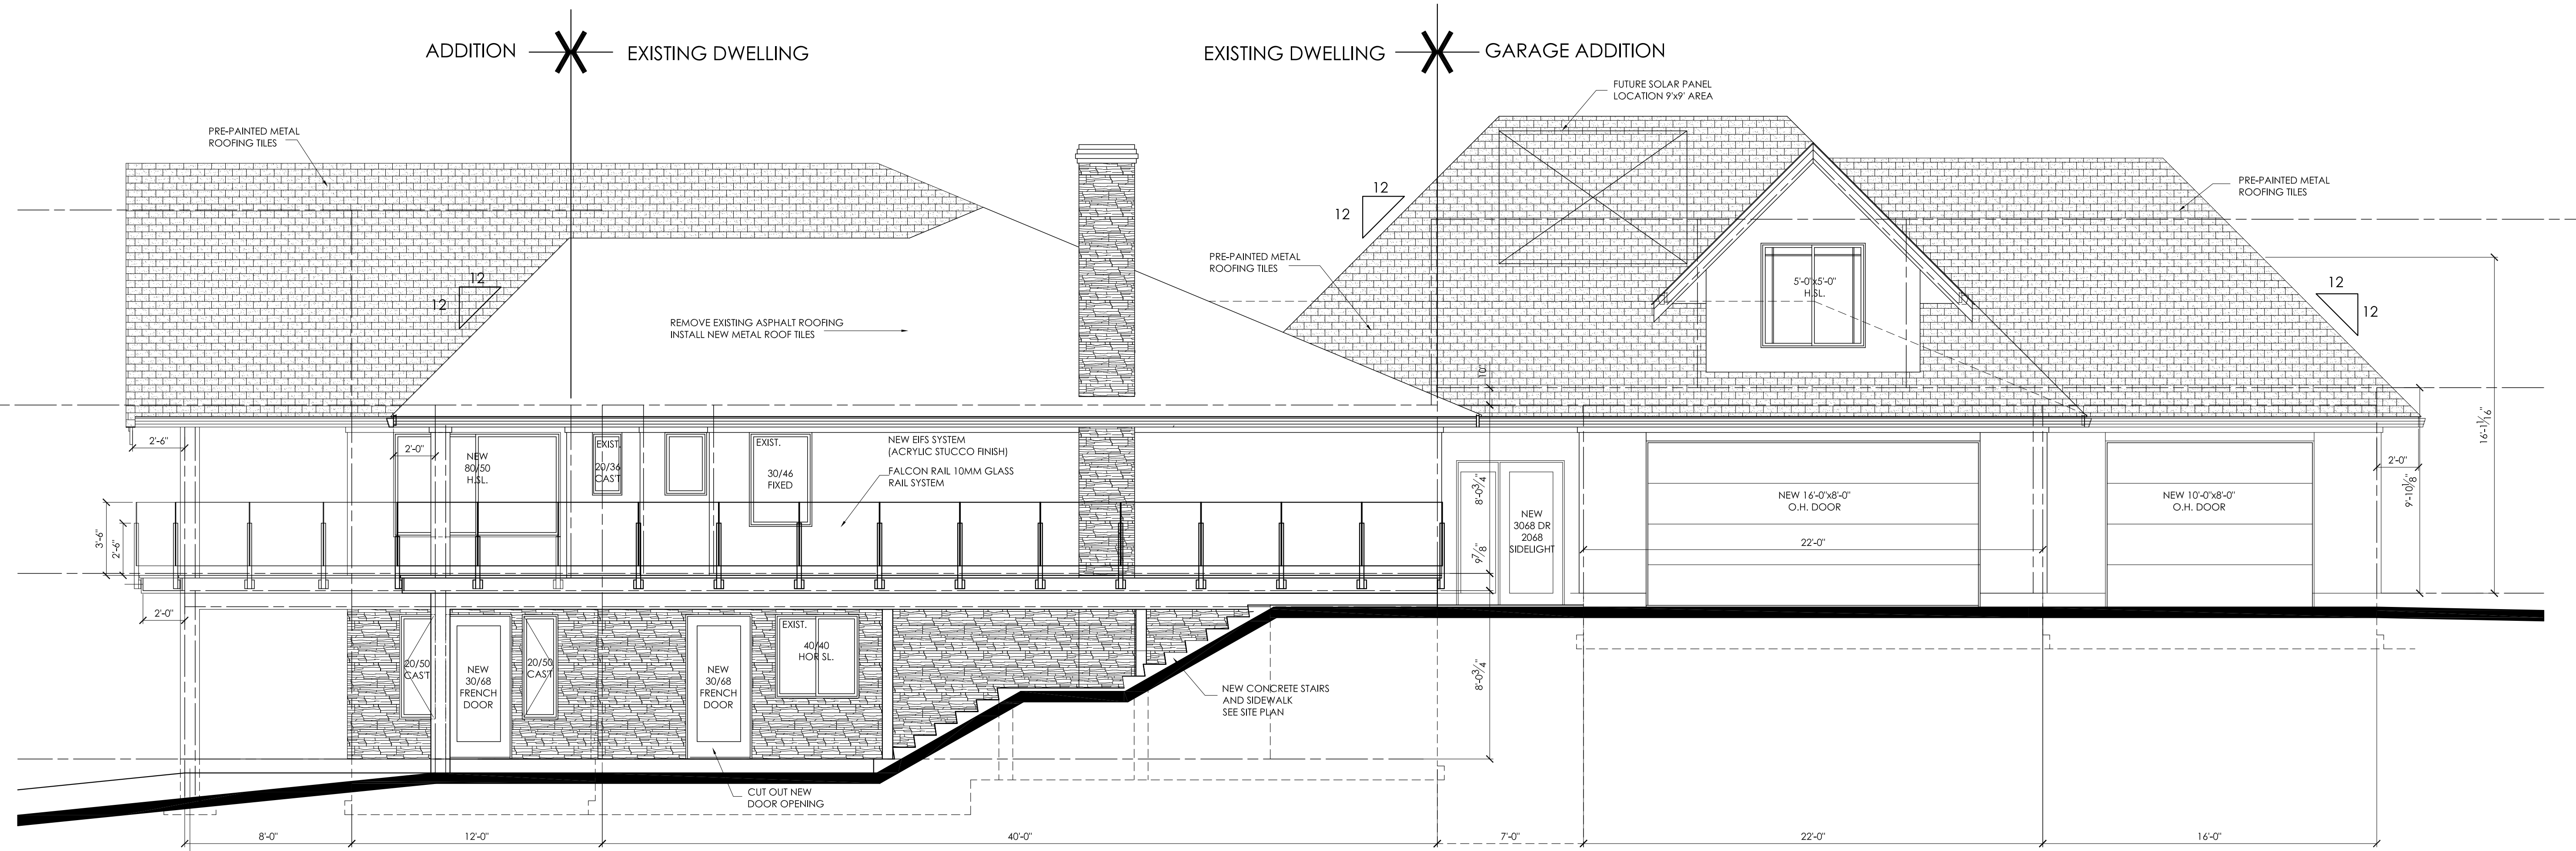 ADDITION
EXISTING DWELLING
EXISTING DWELLING
GARAGE ADDITION
FUTURE SOLAR PANEL
LOCATION 9'x9' AREA
PRE-PAINTED METAL
ROOFING TILES
PRE-PAINTED METAL
ROOFING TILES
12
12
PRE-PAINTED METAL
ROOFING TILES
12
12
5'-0"x5'-0"
H.SL.
12
12
REMOVE EXISTING ASPHALT ROOFING
INSTALL NEW METAL ROOF TILES
10"
16'-1 1/16"
2'-6"
2'-0"
NEW
80/50
H.SL.
EXIST.
20/36
CAS'T
EXIST.
30/46
FIXED
NEW EIFS SYSTEM
(ACRYLIC STUCCO FINISH)
FALCON RAIL 10MM GLASS
RAIL SYSTEM
8'-0 3/4"
2'-0"
9'-10 1/8"
NEW 16'-0"x8'-0"
O.H. DOOR
NEW 10'-0"x8'-0"
O.H. DOOR
NEW
3068 DR
2068
SIDELIGHT
3'-6"
2'-6"
9 7/8"
22'-0"
2'-0"
EXIST.
40/40
HOR SL.
20/50
CAS'T
NEW
30/68
FRENCH
DOOR
20/50
CAS'T
NEW
30/68
FRENCH
DOOR
8'-0 3/4"
NEW CONCRETE STAIRS
AND SIDEWALK
SEE SITE PLAN
CUT OUT NEW
DOOR OPENING
8'-0"
12'-0"
40'-0"
7'-0"
22'-0"
16'-0"